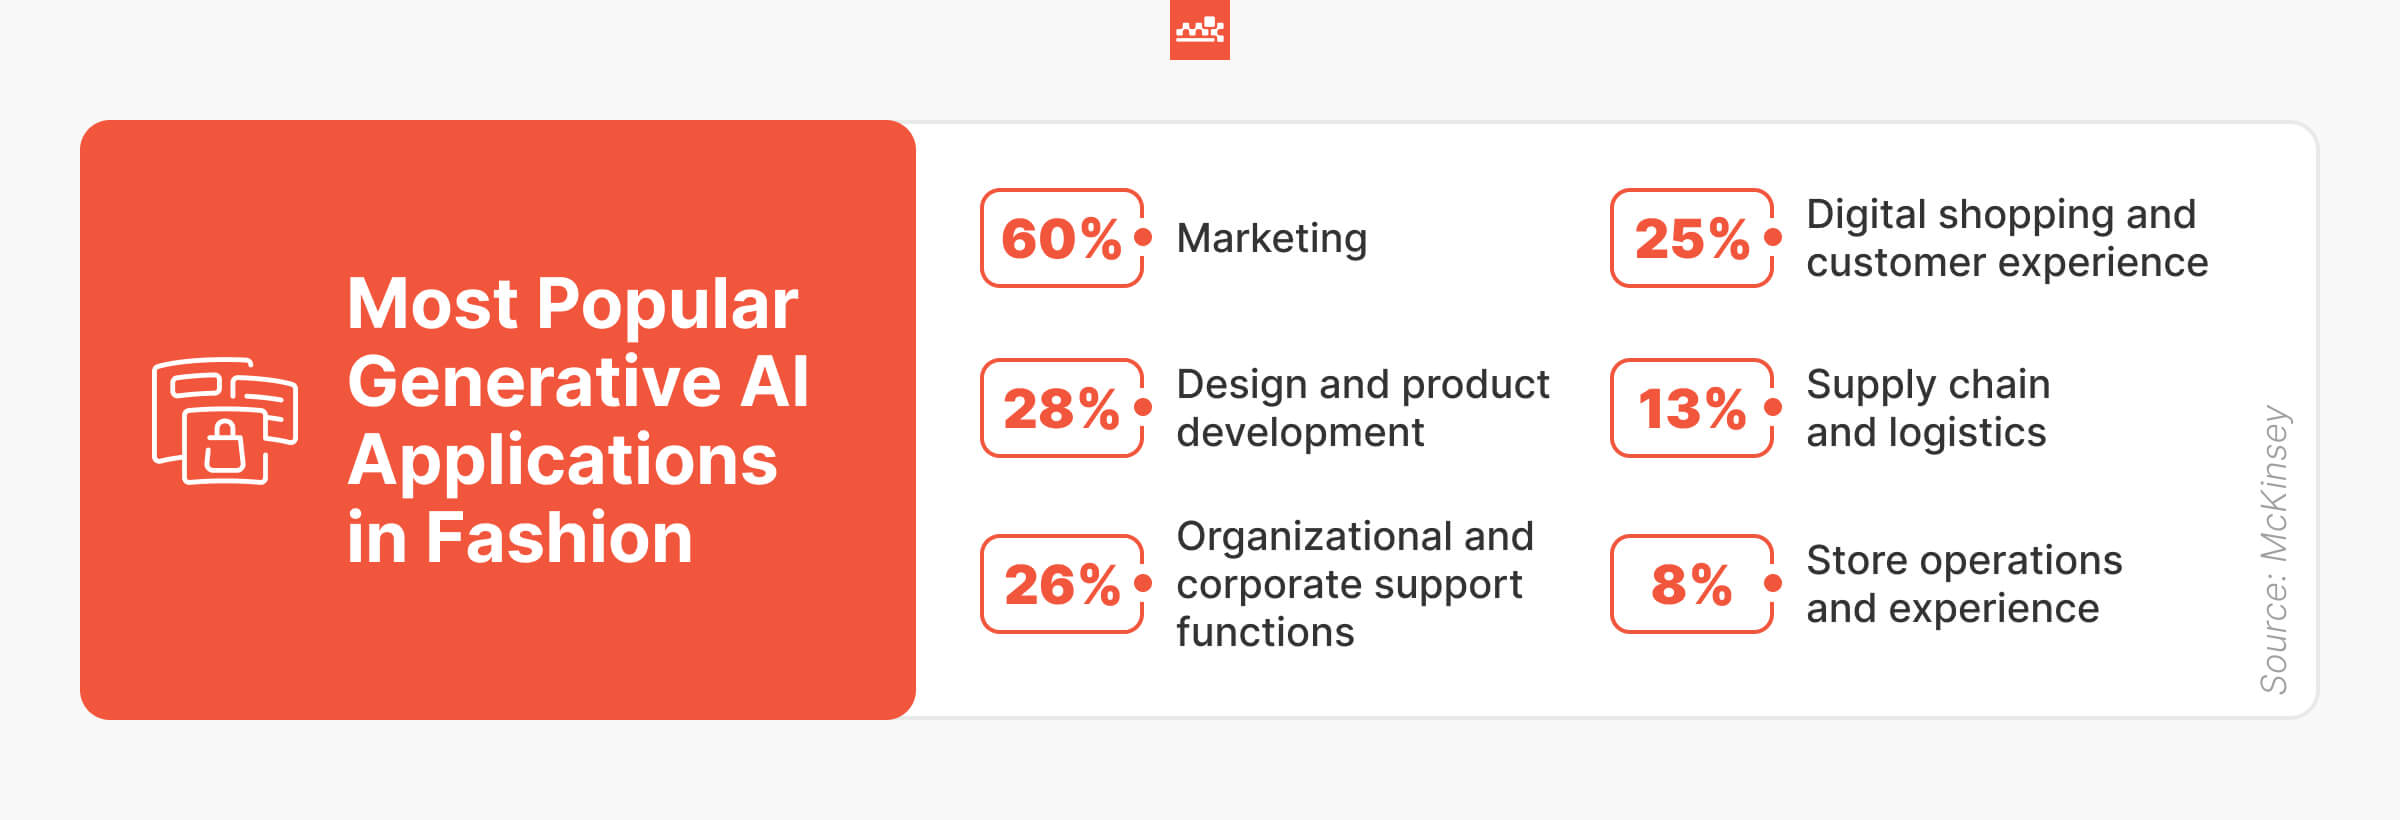 Most Popular
Generative AI
Applications
in Fashion
60%
Marketing
28%
Design and product
development
26%
Organizational and
corporate support
functions
25%
Digital shopping and
customer experience
13%
Supply chain
and logistics
8%
Store operations
and experience
Source: McKinsey